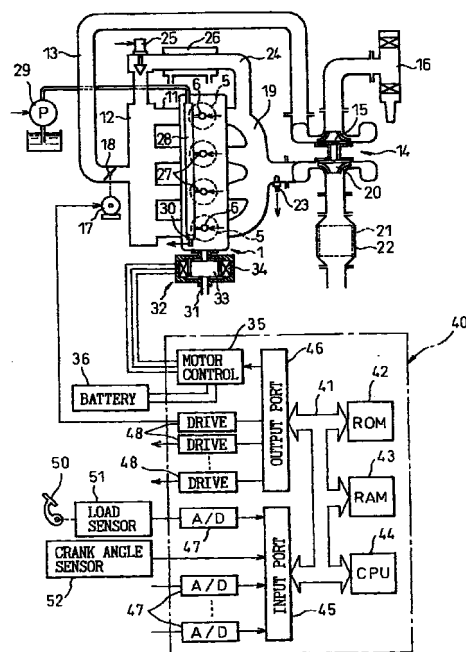 25
26
13
24
29
6
5
19
16
P
12
11
15
28
18
14
27
20
30
6
23
21
22
17
5
1
34
32
31
33
35
46
40
36
MOTOR CONTROL
41
42
BATTERY
OUTPUT PORT
ROM
DRIVE
48
DRIVE
43
50
51
48
DRIVE
RAM
LOAD SENSOR
A/D
44
CRANK ANGLE SENSOR
47
INPUT PORT
CPU
52
A/D
47
45
A/D